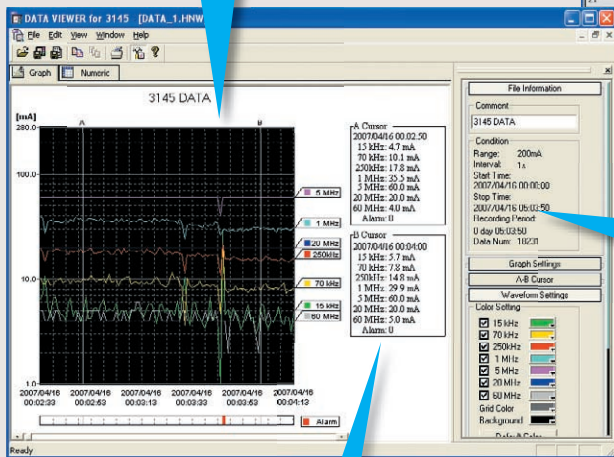 DATA VIEWER for 3145 [DATA_1.HNW
File Edit View Window Help
Graph Numeric
3145 DATA
[mA]
280.0
A
B
100.0
10.0
1.0
5 MHz
1 MHz
20 MHz
250kHz
70 kHz
15 kHz
60 MHz
2007/04/16 2007/04/16 2007/04/16 2007/04/16 2007/04/16 2007/04/16
00:02:33 00:02:53 00:03:13 00:03:33 00:03:53 00:04:13
Alarm
A Cursor
2007/04/16 00:02:50
15 kHz: 4.7 mA
70 kHz: 10.1 mA
250kHz: 17.8 mA
1 MHz: 35.5 mA
5 MHz: 60.0 mA
20 MHz: 20.0 mA
60 MHz: 4.0 mA
Alarm: 0
B Cursor
2007/04/16 00:04:00
15 kHz: 5.7 mA
70 kHz: 7.8 mA
250kHz: 14.8 mA
1 MHz: 29.9 mA
5 MHz: 60.0 mA
20 MHz: 20.0 mA
60 MHz: 5.0 mA
Alarm: 0
File Information
Comment
3145 DATA
Condition
Range: 200mA
Interval: 1s
Start Time:
2007/04/16 00:00:00
Stop Time:
2007/04/16 05:03:50
Recording Period:
0 day 05:03:50
Data Num: 18231
Graph Settings
A-B Cursor
Waveform Settings
Color Setting
15 kHz
70 kHz
250kHz
1 MHz
5 MHz
20 MHz
60 MHz
Grid Color
Background
Default Color
Ready